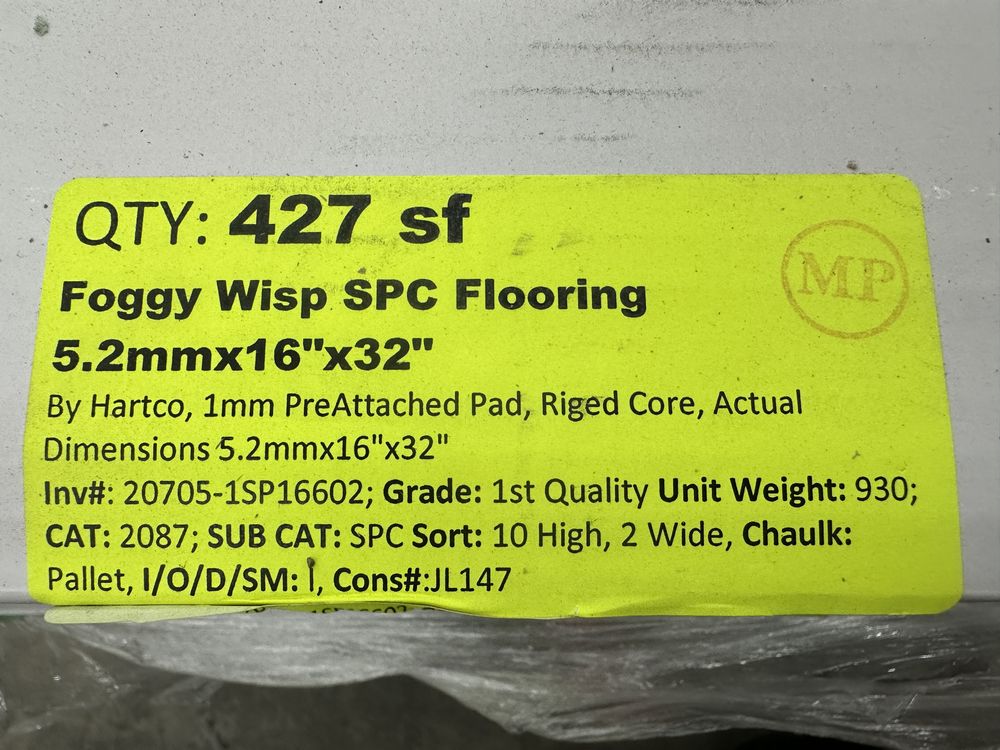 QTY: 427 sf
MP
Foggy Wisp SPC Flooring
5.2mmx16"x32"
By Hartco, 1mm PreAttached Pad, Riged Core, Actual
Dimensions 5.2mmx16"x32"
Inv#: 20705-1SP16602; Grade: 1st Quality Unit Weight: 930;
CAT: 2087; SUB CAT: SPC Sort: 10 High, 2 Wide, Chaulk:
Pallet, I/O/D/SM: I, Cons#:JL147